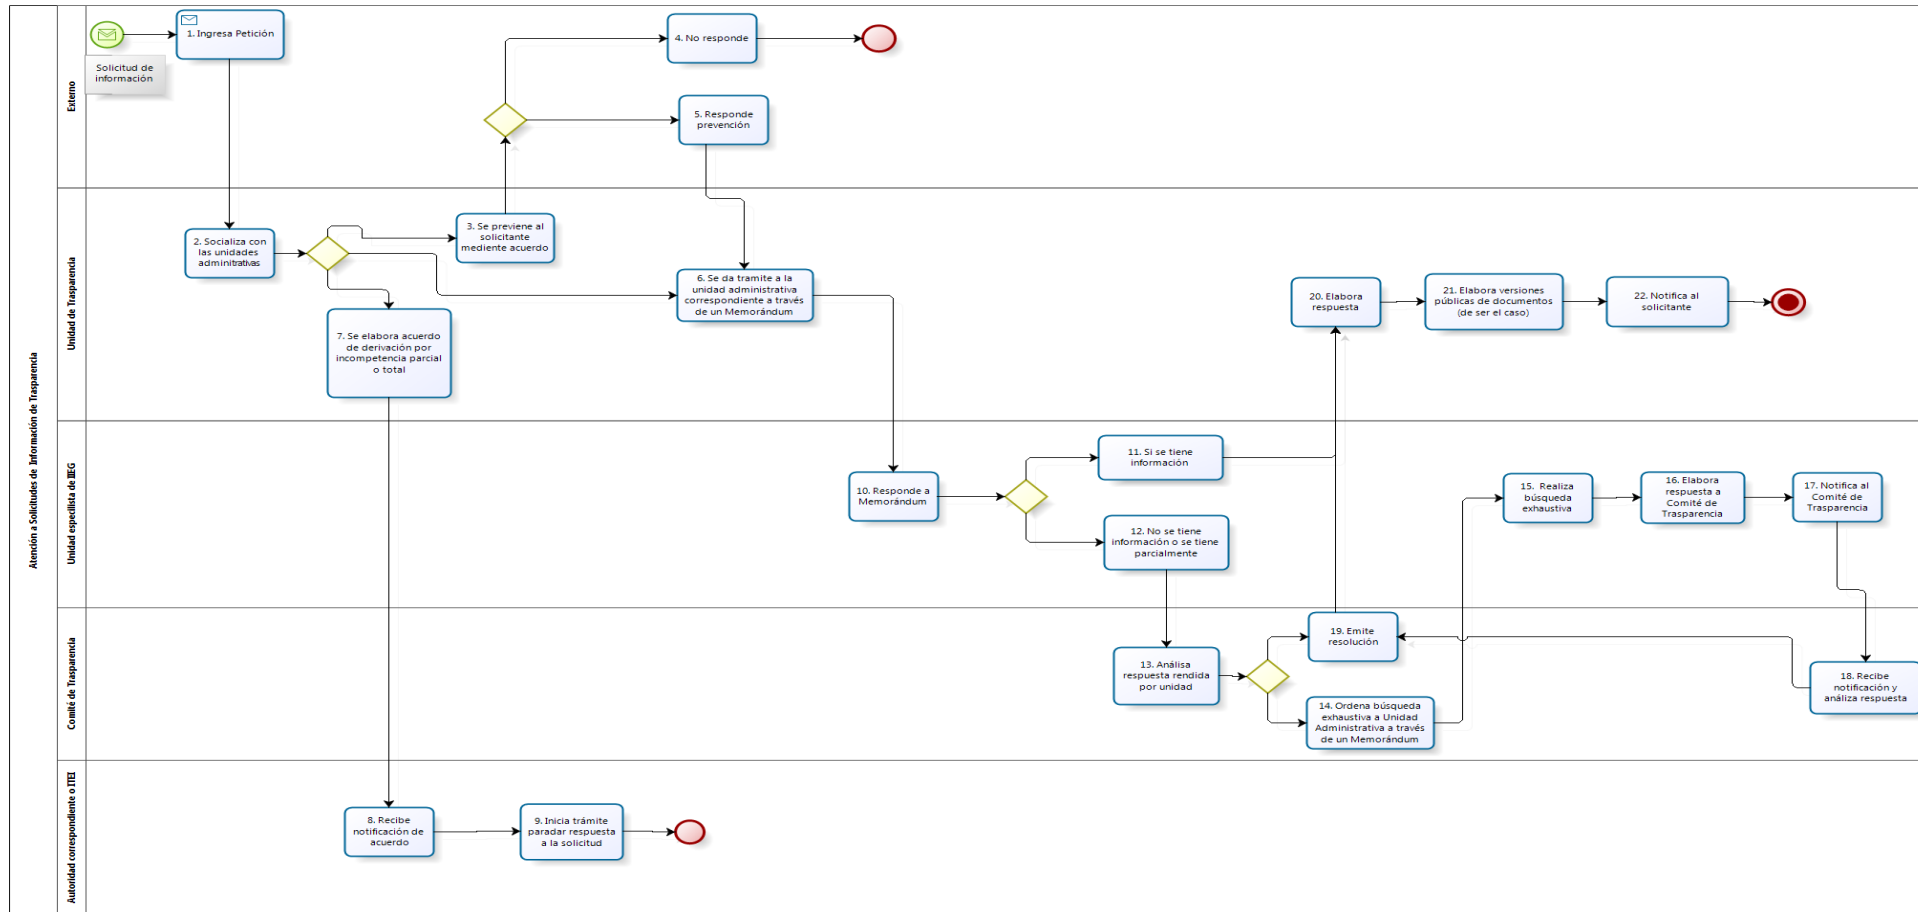 Atención a Solicitudes de Información de Trasparencia
Externo
Solicitud de
información
1. Ingresa Petición
4. No responde
5. Responde
prevención
Unidad de Trasparencia
2. Socializa con
las unidades
adminitrativas
3. Se previene al
solicitante
mediente acuerdo
6. Se da tramite a la
unidad administrativa
correspondiente a través
de un Memorándum
7. Se elabora acuerdo
de derivación por
incompetencia parcial
o total
20. Elabora
respuesta
21. Elabora versiones
públicas de documentos
(de ser el caso)
22. Notifica al
solicitante
Unidad especilista de IIEG
10. Responde a
Memorándum
11. Si se tiene
información
12. No se tiene
información o se tiene
parcialmente
15. Realiza
búsqueda
exhaustiva
16. Elabora
respuesta a
Comité de
Trasparencia
17. Notifica al
Comité de
Trasparencia
Comité de Trasparencia
13. Análisa
respuesta rendida
por unidad
19. Emite
resolución
14. Ordena búsqueda
exhaustiva a Unidad
Administrativa a través
de un Memorándum
18. Recibe
notificación y
análiza respuesta
Autoridad correspondiente o ITEI
8. Recibe
notificación de
acuerdo
9. Inicia trámite
paradar respuesta
a la solicitud